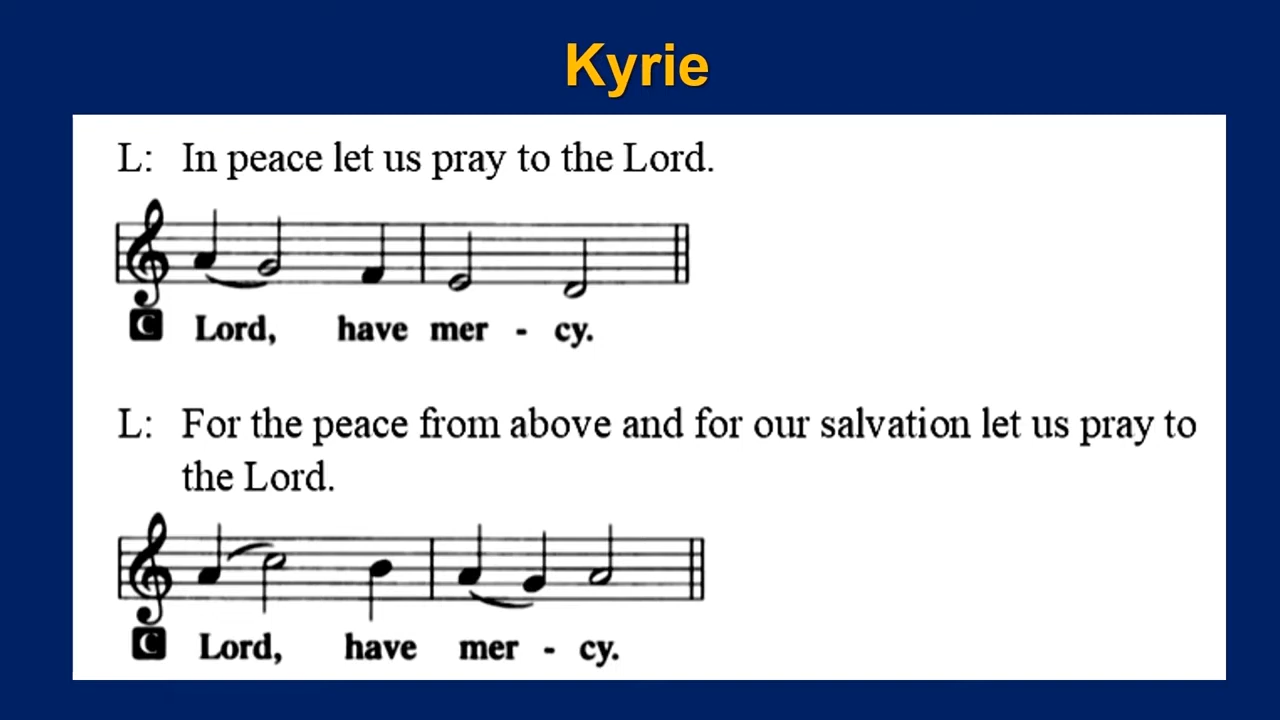 Kyrie
L: In peace let us pray to the Lord.
C Lord, have mer - cy.
L: For the peace from above and for our salvation let us pray to
the Lord.
C Lord, have mer - cy.